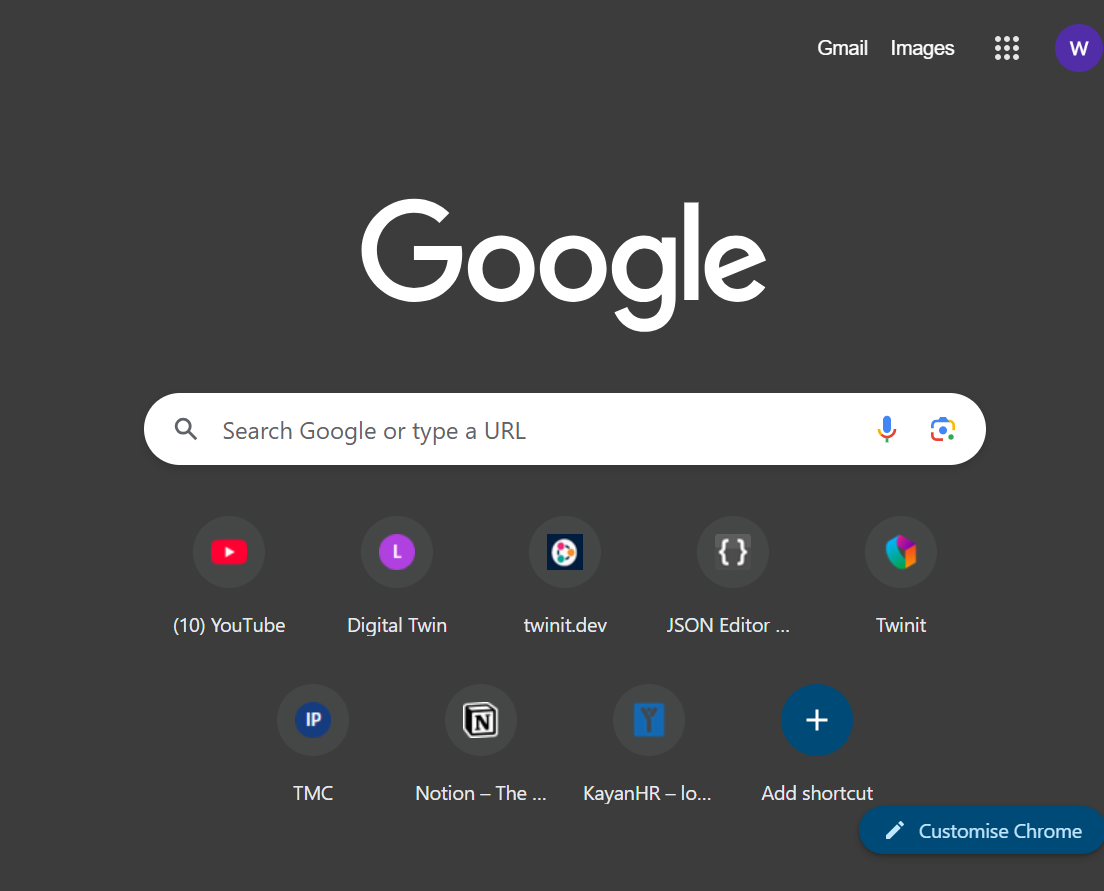 Gmail Images
W
Google
Search Google or type a URL
L
{ }
(10) YouTube
Digital Twin
twinit.dev
JSON Editor ...
Twinit
IP
N
Y
TMC
Notion – The ...
KayanHR – lo...
Add shortcut
Customise Chrome